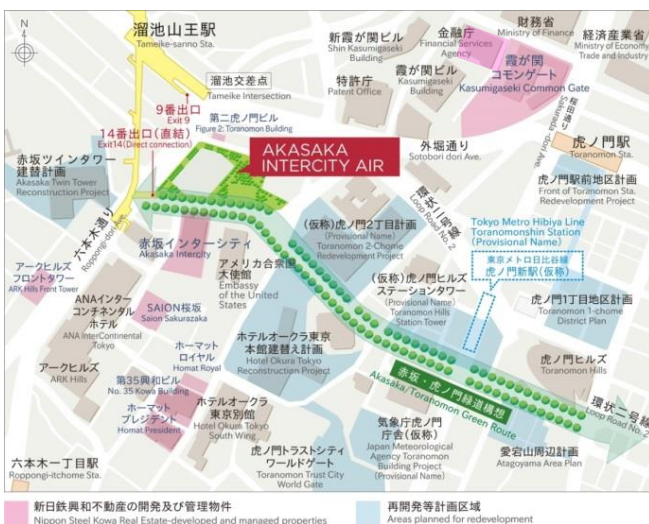 溜池山王駅
Tameike-sanno Sta.
溜池交差点
Tameike Intersection
9番出口
Exit 9
14番出口(直結)
Exit14(Direct connection)
第二虎ノ門ビル
Figure 2: Toranomon Building
AKASAKA
INTERCITY AIR
新霞が関ビル
Shin Kasumigaseki
Building
特許庁
Patent Office
霞が関ビル
Kasumigaseki
Building
金融庁
Financial Services
Agency
財務省
Ministry of Finance
経済産業省
Ministry of Economy
Trade and Industry
霞が関
コモンゲート
Kasumigaseki Common Gate
桜田通り
Sakurada-dori Ave.
外堀通り
Sotobori dori Ave.
虎ノ門駅
Toranomon Sta.
虎ノ門駅前地区計画
Front of Torimomon Sta.
Redevelopment Project
環状二号線
Loop Road No. 2
Tokyo Metro Hibiya Line
Toranomonshin Station
(Provisional Name)
東京メトロ日比谷線
虎ノ門新駅(仮称)
赤坂ツインタワー
建替計画
Akasaka Twin Tower
Reconstruction Project
六本木通り
Roppongi-dori Ave.
赤坂インターシティ
Akasaka Intercity
アメリカ合衆国
大使館
Embassy
of the United
States
(仮称)虎ノ門2丁目計画
(Provisional Name)
Toranomon 2-Chome
Redevelopment Project
(仮称)虎ノ門ヒルズ
ステーションタワー
(Provisional Name)
Toranomon Hills
Station Tower
虎ノ門1丁目地区計画
Toranomon 1-chome
District Plan
アークヒルズ
フロントタワー
ARK Hills Front Tower
ANAインター
コンチネンタル
ホテル
ANA InterContinental
Tokyo
SAION桜坂
Saion Sakurazaka
ホーマット
ロイヤル
Homat Royal
ホテルオークラ東京
本館建替え計画
Hotel Okura Tokyo
Reconstruction Project
虎ノ門ヒルズ
Toranomon Hills
アークヒルズ
ARK Hills
第35興和ビル
No. 35 Kowa Building
ホーマット
プレジデント
Homat President
ホテルオークラ
東京別館
Hotel Okura Tokyo
South Wing
赤坂・虎ノ門緑道構想
Akasaka/Toranomon Green Route
環状二号線
Loop Road No. 2
気象庁虎ノ門
庁舎(仮称)
Japan Meteorological
Agency Toranomon
Building Project
(Provisional Name)
愛宕山周辺計画
Atagoyama Area Plan
六本木一丁目駅
Roppongi-itchome Sta.
虎ノ門トラストシティ
ワールドゲート
Toranomon Trust City
World Gate
新日鉄興和不動産の開発及び管理物件
Nippon Steel Kowa Real Estate-developed and managed properties
再開発等計画区域
Areas planned for redevelopment